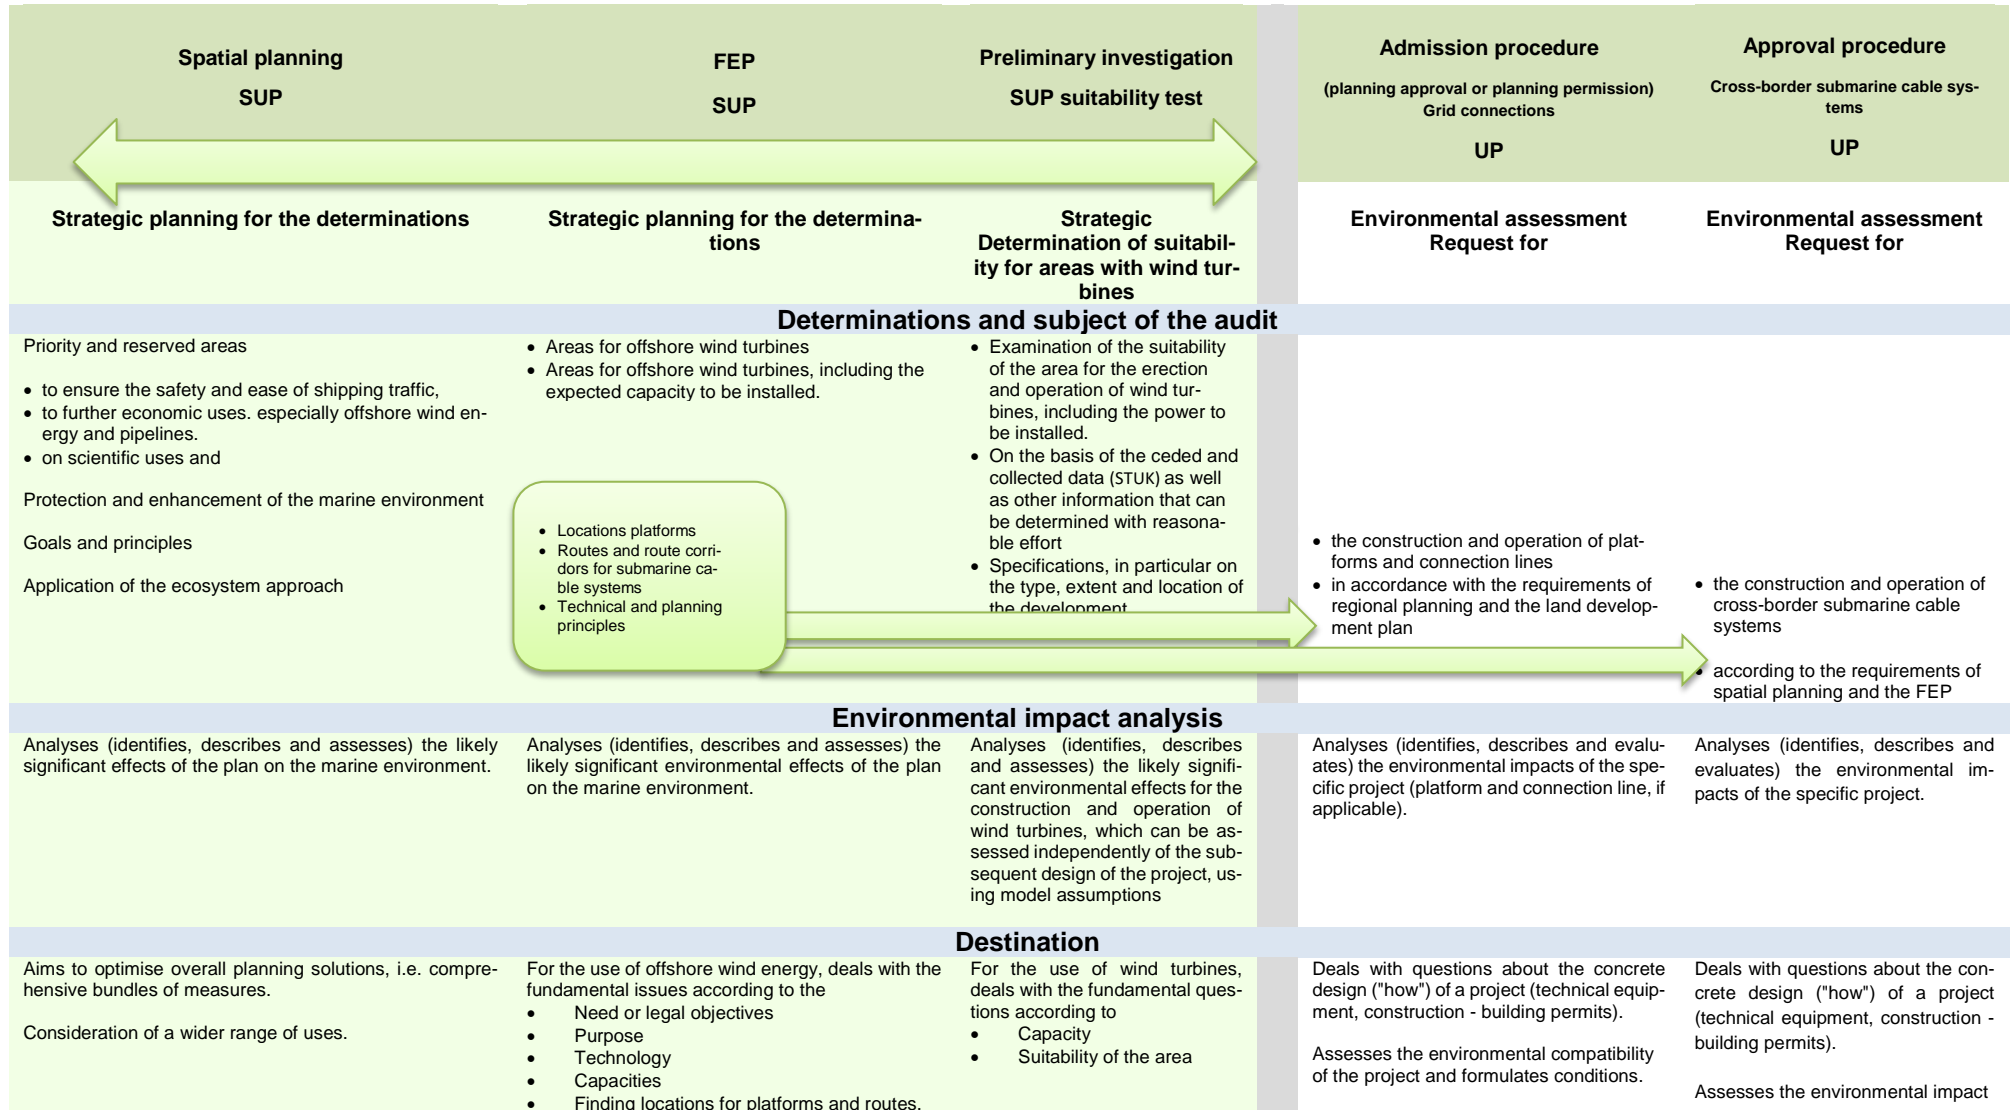 Spatial planning
SUP
FEP
SUP
Preliminary investigation
SUP suitability test
Admission procedure
(planning approval or planning permission)
Grid connections
UP
Approval procedure
Cross-border submarine cable sys-
tems
UP
Strategic planning for the determinations
Strategic planning for the determina-
tions
Strategic
Determination of suitabil-
ity for areas with wind tur-
bines
Environmental assessment
Request for
Environmental assessment
Request for
Determinations and subject of the audit
Priority and reserved areas
• to ensure the safety and ease of shipping traffic,
• to further economic uses. especially offshore wind en-
ergy and pipelines.
• on scientific uses and
Protection and enhancement of the marine environment
Goals and principles
Application of the ecosystem approach
• Areas for offshore wind turbines
• Areas for offshore wind turbines, including the
expected capacity to be installed.
• Locations platforms
• Routes and route corri-
dors for submarine ca-
ble systems
• Technical and planning
principles
• Examination of the suitability
of the area for the erection
and operation of wind tur-
bines, including the power to
be installed.
• On the basis of the ceded and
collected data (STUK) as well
as other information that can
be determined with reasona-
ble effort
• Specifications, in particular on
the type, extent and location of
the development
• the construction and operation of plat-
forms and connection lines
• in accordance with the requirements of
regional planning and the land develop-
ment plan
• the construction and operation of
cross-border submarine cable
systems
• according to the requirements of
spatial planning and the FEP
Environmental impact analysis
Analyses (identifies, describes and assesses) the likely
significant effects of the plan on the marine environment.
Analyses (identifies, describes and assesses) the
likely significant environmental effects of the plan
on the marine environment.
Analyses (identifies, describes
and assesses) the likely signifi-
cant environmental effects for the
construction and operation of
wind turbines, which can be as-
sessed independently of the sub-
sequent design of the project, us-
ing model assumptions
Analyses (identifies, describes and evalu-
ates) the environmental impacts of the spe-
cific project (platform and connection line, if
applicable).
Analyses (identifies, describes and
evaluates) the environmental im-
pacts of the specific project.
Destination
Aims to optimise overall planning solutions, i.e. compre-
hensive bundles of measures.
Consideration of a wider range of uses.
For the use of offshore wind energy, deals with the
fundamental issues according to the
• Need or legal objectives
• Purpose
• Technology
• Capacities
• Finding locations for platforms and routes.
For the use of wind turbines,
deals with the fundamental ques-
tions according to
• Capacity
• Suitability of the area
Deals with questions about the concrete
design ("how") of a project (technical equip-
ment, construction - building permits).
Assesses the environmental compatibility
of the project and formulates conditions.
Deals with questions about the con-
crete design ("how") of a project
(technical equipment, construction -
building permits).
Assesses the environmental impact